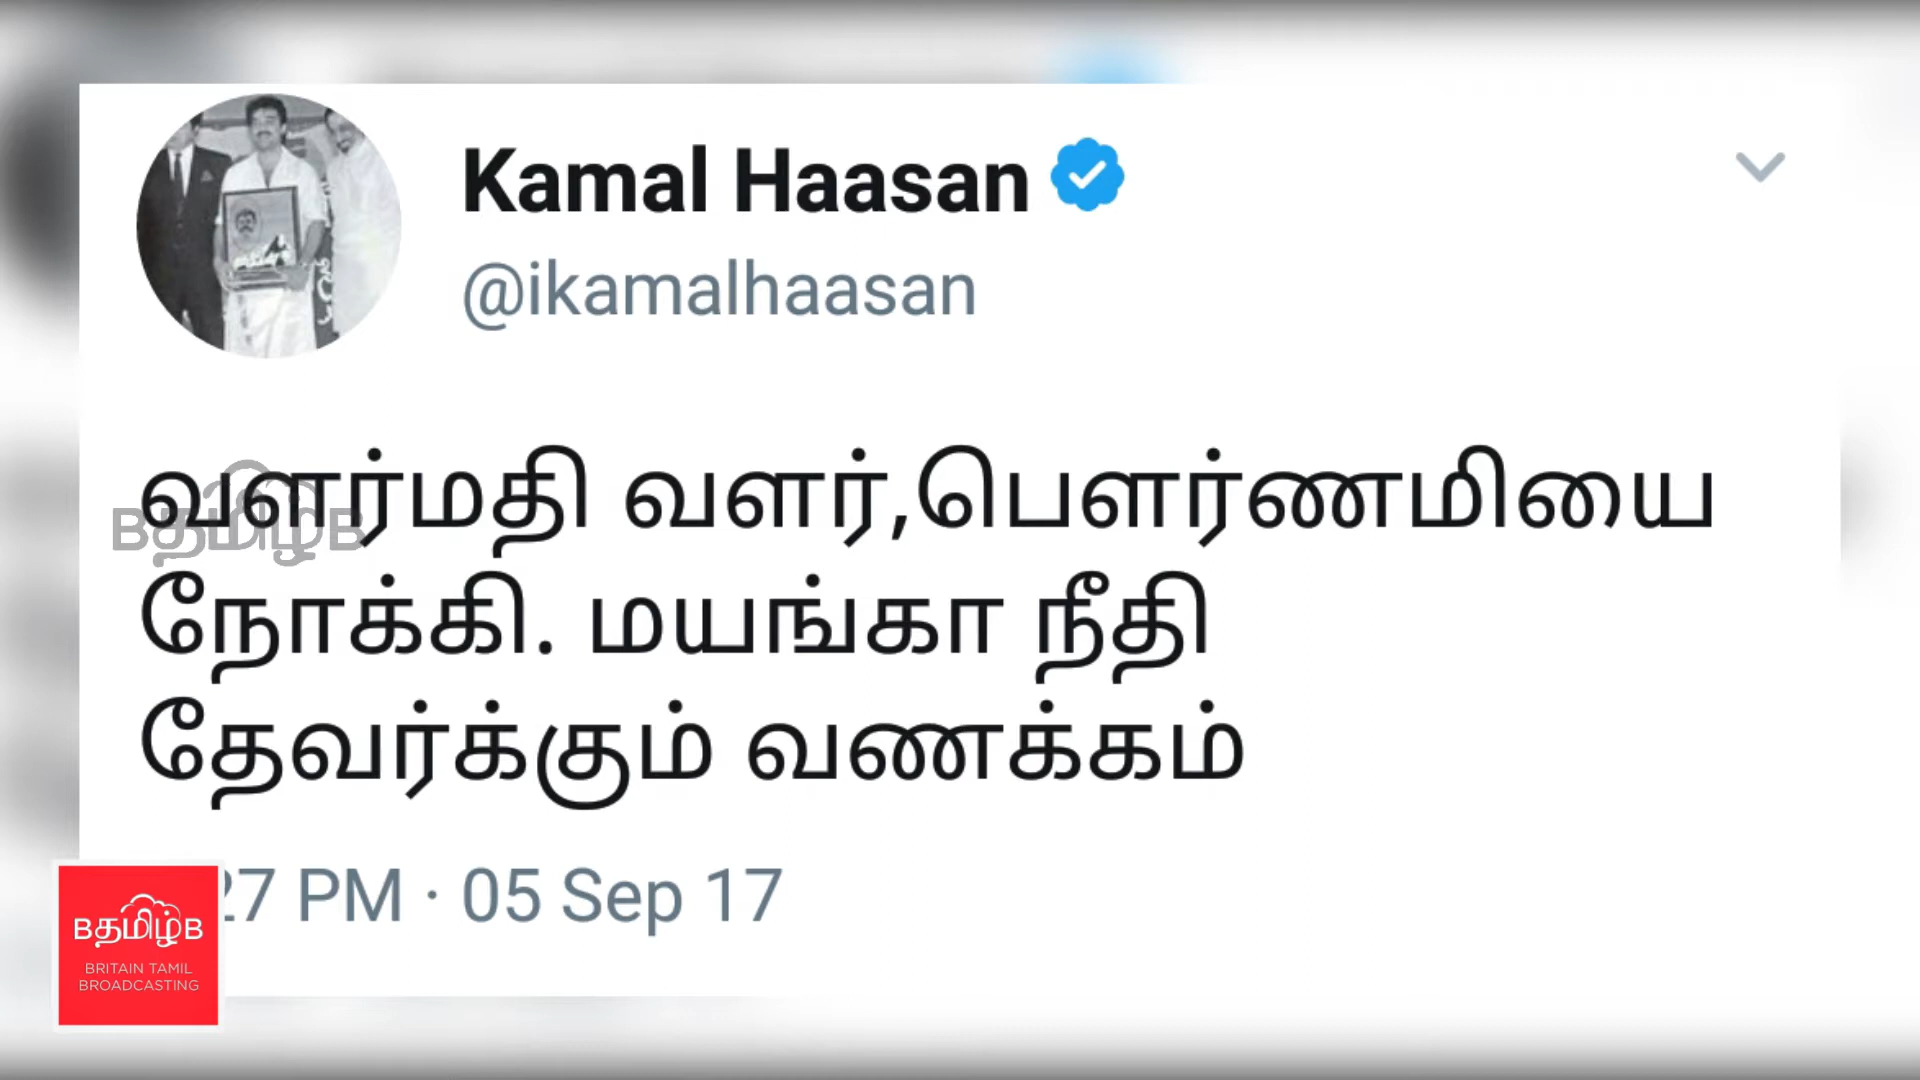 Kamal Haasan
@ikamalhaasan
வளர்மதி வளர்,பௌர்ணமியை
நோக்கி. மயங்கா நீதி
தேவர்க்கும் வணக்கம்
27 PM · 05 Sep 17
Bதமிழ்B
Bதமிழ்B
BRITAIN TAMIL
BROADCASTING